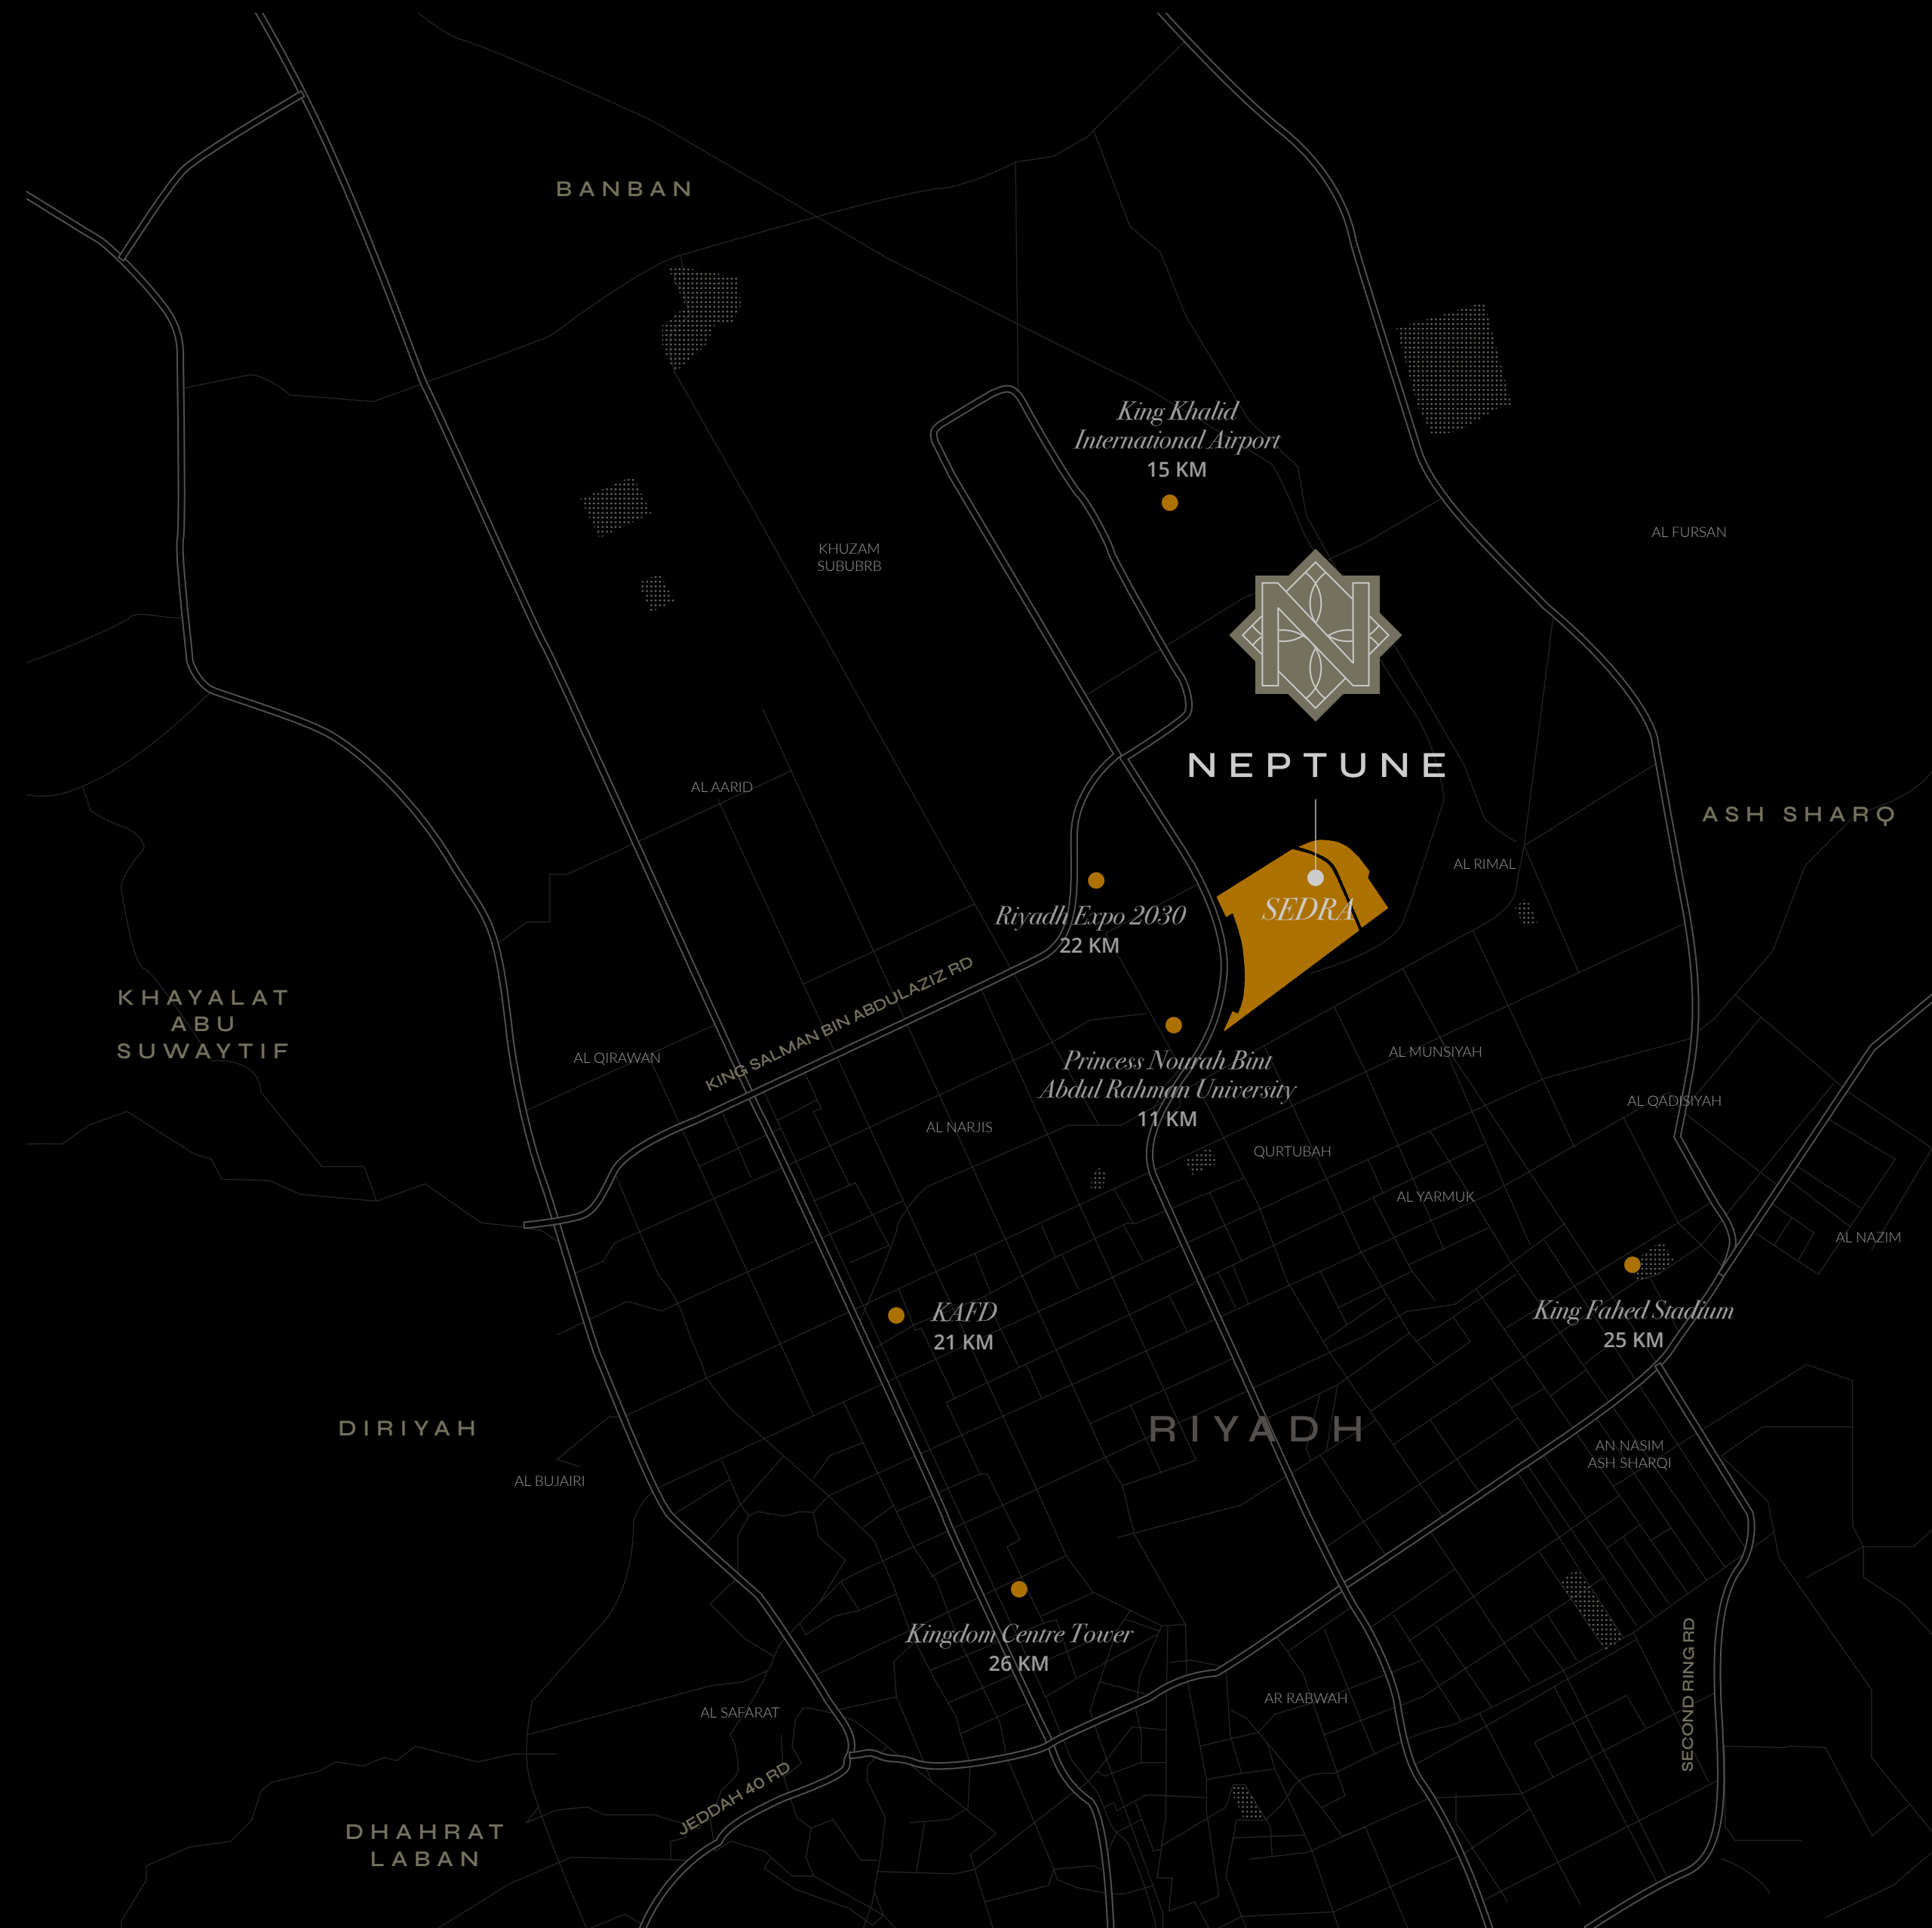 BANBAN
King Khalid
International Airport
15 KM
AL FURSAN
KHUZAM
SUBUBRB
N
NEPTUNE
AL AARID
ASH SHARQ
AL RIMAL
SEDRA
Riyadh Expo 2030
22 KM
KING SALMAN BIN ABDULAZIZ RD
KHAYALAT
ABU
SUWAYTIF
AL QIRAWAN
Princess Nourah Bint
Abdul Rahman University
11 KM
AL MUNSIYAH
AL QADISIYAH
AL NARJIS
QURTUBAH
AL YARMUK
AL NAZIM
KAFD
21 KM
King Fahed Stadium
25 KM
RIYADH
DIRIYAH
AN NASIM
ASH SHARQI
AL BUJAIRI
Kingdom Centre Tower
26 KM
SECOND RING RD
AR RABWAH
AL SAFARAT
JEDDAH 40 RD
DHAHRAT
LABAN